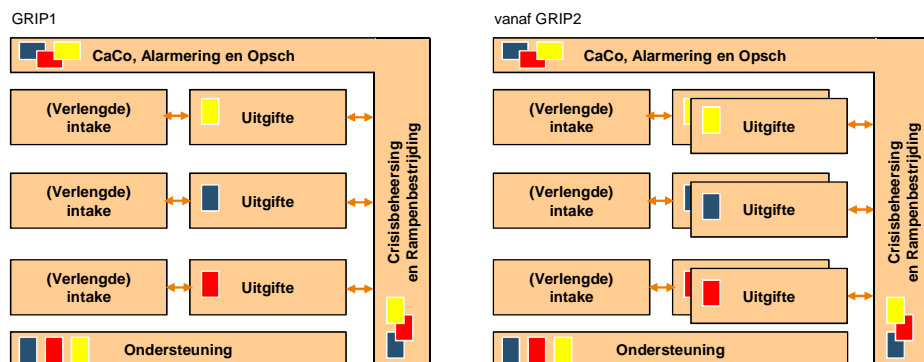 GRIP1
CaCo, Alarmering en Opsch
(Verlengde)
intake
Uitgifte
(Verlengde)
intake
Uitgifte
(Verlengde)
intake
Uitgifte
Ondersteuning
Crisisbeheersing
en Rampenbestrijding
vanaf GRIP2
CaCo, Alarmering en Opsch
(Verlengde)
intake
Uitgifte
(Verlengde)
intake
Uitgifte
(Verlengde)
intake
Uitgifte
Ondersteuning
Crisisbeheersing
en Rampenbestrijding